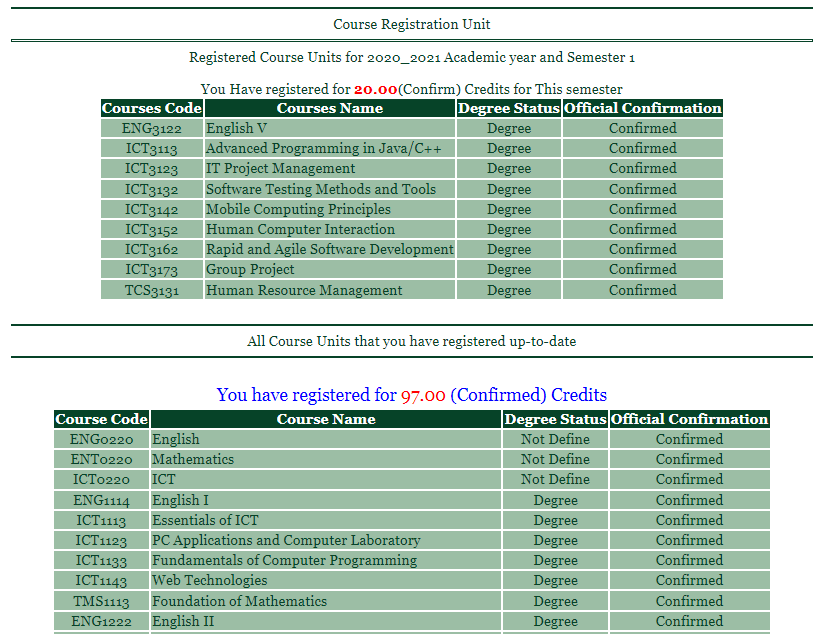 Course Registration Unit
Registered Course Units for 2020_2021 Academic year and Semester 1
You Have registered for 20.00(Confirm) Credits for This semester
Courses Code Courses Name Degree Status Official Confirmation
ENG3122 English V Degree Confirmed
ICT3113 Advanced Programming in Java/C++ Degree Confirmed
ICT3123 IT Project Management Degree Confirmed
ICT3132 Software Testing Methods and Tools Degree Confirmed
ICT3142 Mobile Computing Principles Degree Confirmed
ICT3152 Human Computer Interaction Degree Confirmed
ICT3162 Rapid and Agile Software Development Degree Confirmed
ICT3173 Group Project Degree Confirmed
TCS3131 Human Resource Management Degree Confirmed
All Course Units that you have registered up-to-date
You have registered for 97.00 (Confirmed) Credits
Course Code Course Name Degree Status Official Confirmation
ENG0220 English Not Define Confirmed
ENT0220 Mathematics Not Define Confirmed
ICT0220 ICT Not Define Confirmed
ENG1114 English I Degree Confirmed
ICT1113 Essentials of ICT Degree Confirmed
ICT1123 PC Applications and Computer Laboratory Degree Confirmed
ICT1133 Fundamentals of Computer Programming Degree Confirmed
ICT1143 Web Technologies Degree Confirmed
TMS1113 Foundation of Mathematics Degree Confirmed
ENG1222 English II Degree Confirmed